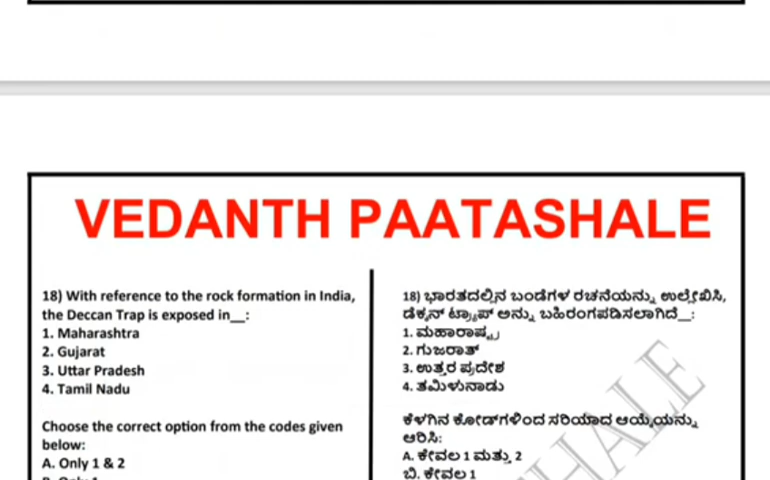 VEDANTH PAATASHALE
18) With reference to the rock formation in India,
the Deccan Trap is exposed in__:
1. Maharashtra
2. Gujarat
3. Uttar Pradesh
4. Tamil Nadu
Choose the correct option from the codes given
below:
A. Only 1 & 2
18) ಭಾರತದಲ್ಲಿನ ಬಂಡೆಗಳ ರಚನೆಯನ್ನು ಉಲ್ಲೇಖಿಸಿ,
ಡೆಕ್ಕನ್ ಟ್ರ್ಯಾಪ್ ಅನ್ನು ಬಹಿರಂಗಪಡಿಸಲಾಗಿದೆ__:
1. ಮಹಾರಾಷ್ಟ್ರ
2. ಗುಜರಾತ್
3. ಉತ್ತರ ಪ್ರದೇಶ
4. ತಮಿಳುನಾಡು
ಕೆಳಗಿನ ಕೋಡ್‌ಗಳಿಂದ ಸರಿಯಾದ ಆಯ್ಕೆಯನ್ನು
ಆರಿಸಿ:
A. ಕೇವಲ 1 ಮತ್ತು 2
ಬಿ. ಕೇವಲ 1